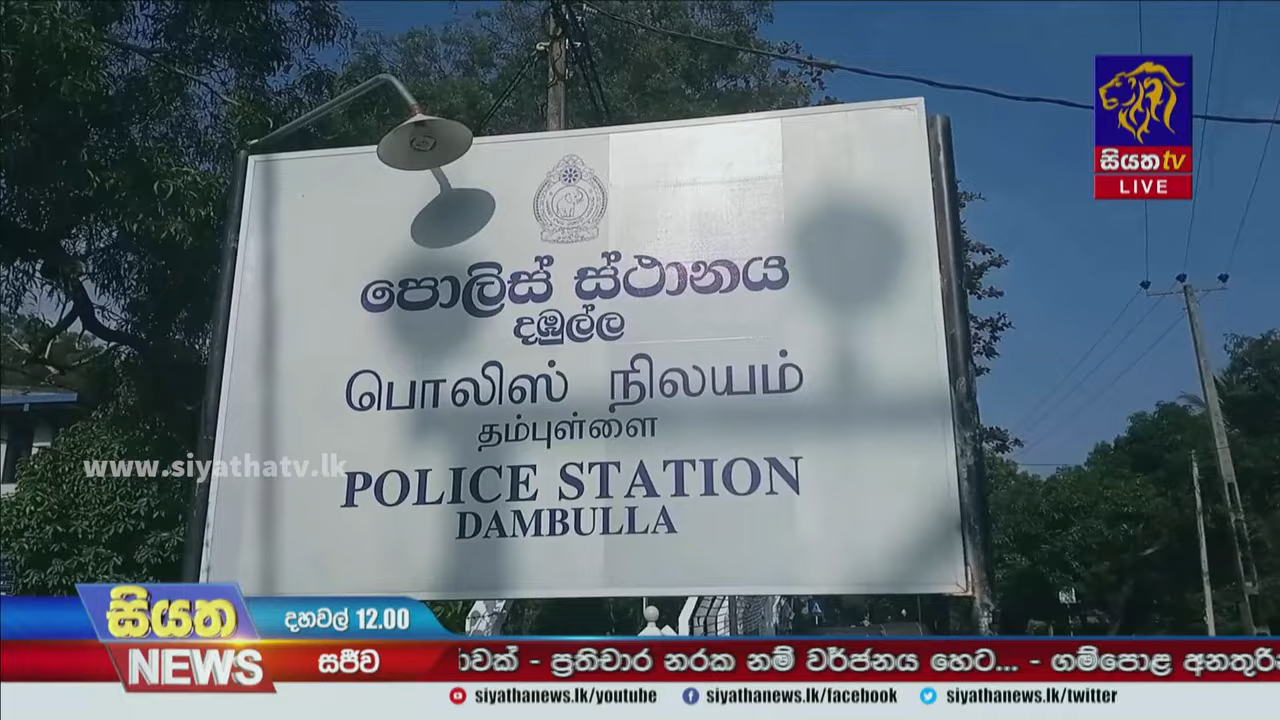 සියත tv
LIVE
පොලිස් ස්ථානය
දඹුල්ල
பொலிஸ் நிலயம்
தம்புள்ளை
www.siyathatv.lk
POLICE STATION
DAMBULLA
සියත
දහවල් 12.00
NEWS
සජීව
- ප්‍රතිචාර නරක නම් වර්ජනය හෙට... - ගම්පොළ
siyathanews.lk/youtube
siyathanews.lk/facebook
siyathanews.lk/twitter